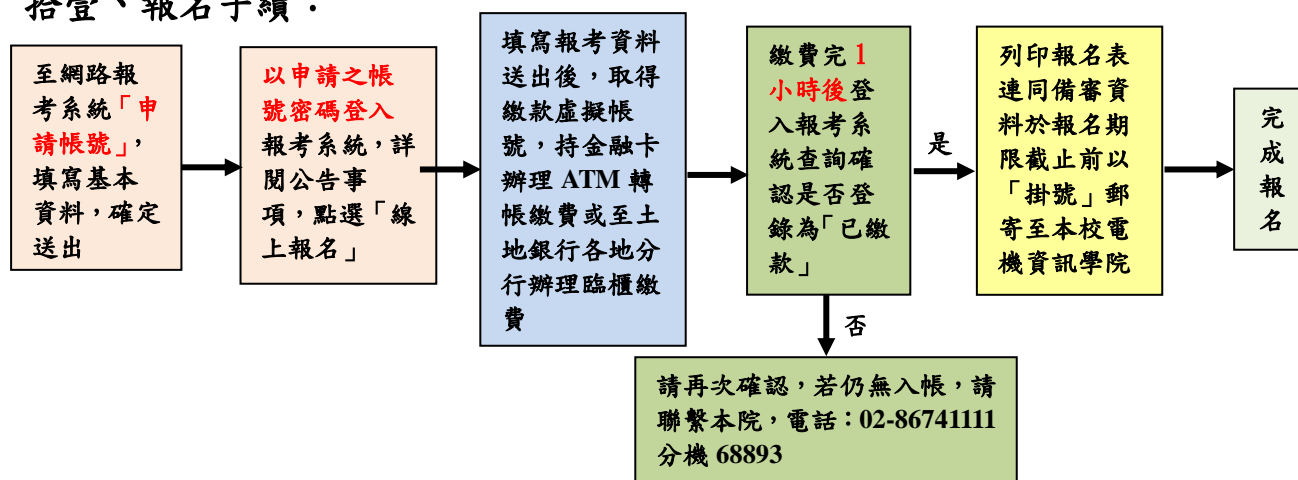 拾壹、報名手續：
至網路報
考系統「申
請帳號」，
填寫基本
資料，確定
送出
以申請之帳
號密碼登入
報考系統，詳
閱公告事
項，點選「線
上報名」
填寫報考資料
送出後，取得
繳款虛擬帳
號，持金融卡
辦理 ATM 轉
帳繳費或至土
地銀行各地分
行辦理臨櫃繳
費
繳費完 1
小時後登
入報考系
統查詢確
認是否登
錄為「已繳
款」
是
列印報名表
連同備審資
料於報名期
限截止前以
「掛號」郵
寄至本校電
機資訊學院
完
成
報
名
否
請再次確認，若仍無入帳，請
聯繫本院，電話：02-86741111
分機 68893